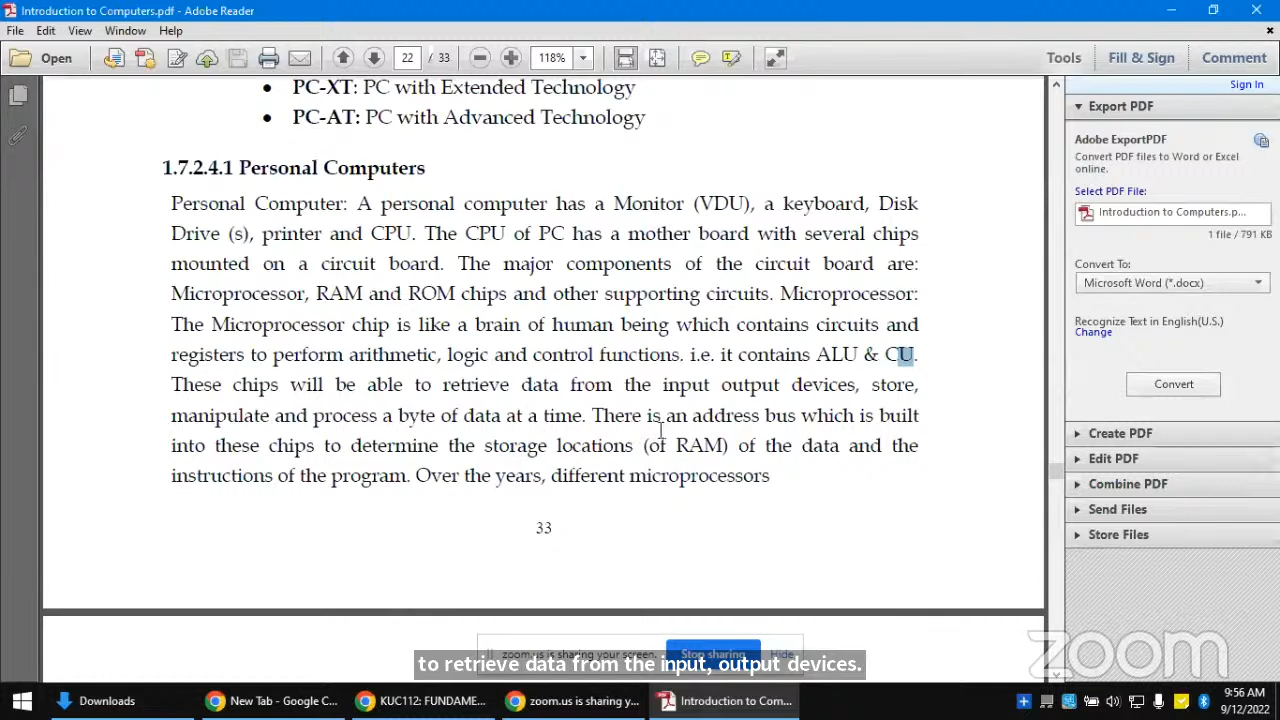 Introduction to Computers.pdf - Adobe Reader
File Edit View Window Help
Open 22 / 33 118% Tools Fill & Sign Comment
Sign In
PC-XT: PC with Extended Technology
PC-AT: PC with Advanced Technology
1.7.2.4.1 Personal Computers
Personal Computer: A personal computer has a Monitor (VDU), a keyboard, Disk
Drive (s), printer and CPU. The CPU of PC has a mother board with several chips
mounted on a circuit board. The major components of the circuit board are:
Microprocessor, RAM and ROM chips and other supporting circuits. Microprocessor:
The Microprocessor chip is like a brain of human being which contains circuits and
registers to perform arithmetic, logic and control functions. i.e. it contains ALU & CU.
These chips will be able to retrieve data from the input output devices, store,
manipulate and process a byte of data at a time. There is an address bus which is built
into these chips to determine the storage locations (of RAM) of the data and the
instructions of the program. Over the years, different microprocessors
33
Export PDF
Adobe ExportPDF
Convert PDF files to Word or Excel
online.
Select PDF File:
Introduction to Computers.p...
1 file / 791 KB
Convert To:
Microsoft Word (*.docx)
Recognize Text in English(U.S.)
Change
Convert
Create PDF
Edit PDF
Combine PDF
Send Files
Store Files
zoom.us is sharing your screen. Stop sharing Hide
to retrieve data from the input, output devices.
zoom
Downloads New Tab - Google C... KUC112: FUNDAME... zoom.us is sharing y... Introduction to Com...
9:56 AM
9/12/2022